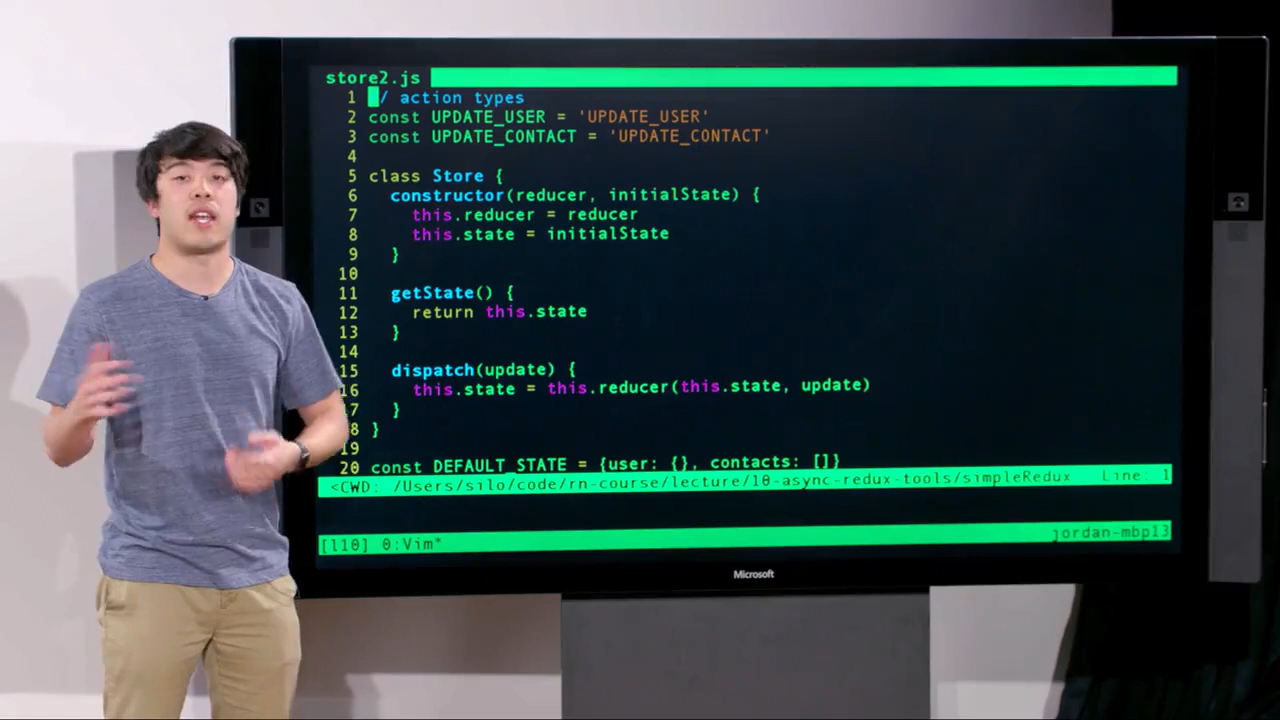 store2.js
1 / action types
2 const UPDATE_USER = 'UPDATE_USER'
3 const UPDATE_CONTACT = 'UPDATE_CONTACT'
4
5 class Store {
6 constructor(reducer, initialState) {
7 this.reducer = reducer
8 this.state = initialState
9 }
10
11 getState() {
12 return this.state
13 }
14
15 dispatch(update) {
16 this.state = this.reducer(this.state, update)
17 }
18 }
19
20 const DEFAULT_STATE = {user: {}, contacts: []}
<CWD: /Users/silo/code/rn-course/lecture/10-async-redux-tools/simpleRedux Line: 1
[l10] 0:Vim* jordan-mbp13
Microsoft